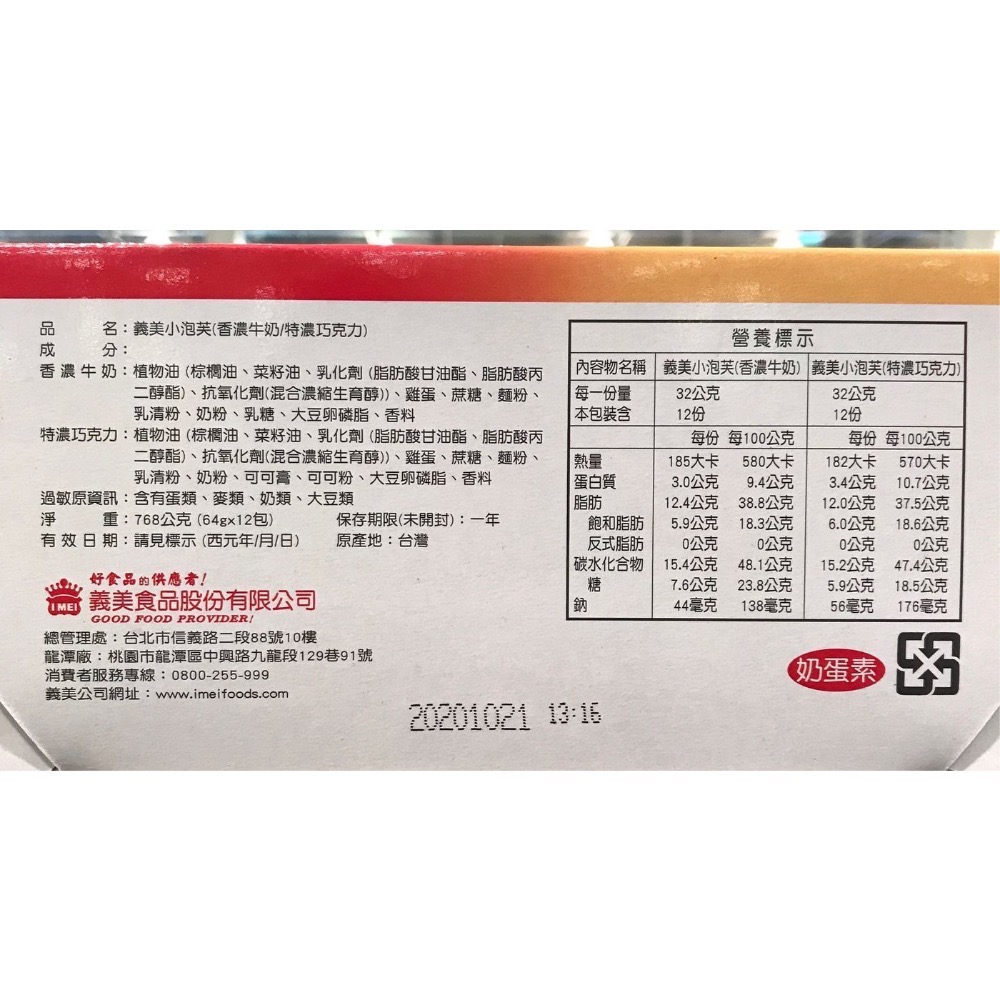 品　　名：義美小泡芙(香濃牛奶/特濃巧克力)
成　　分：
香濃牛奶：植物油 (棕櫚油、菜籽油、乳化劑 (脂肪酸甘油酯、脂肪酸丙
二醇酯)、抗氧化劑(混合濃縮生育醇))、雞蛋、蔗糖、麵粉、
乳清粉、奶粉、乳糖、大豆卵磷脂、香料
特濃巧克力：植物油 (棕櫚油、菜籽油、乳化劑 (脂肪酸甘油酯、脂肪酸丙
二醇酯)、抗氧化劑(混合濃縮生育醇))、雞蛋、蔗糖、麵粉、
乳清粉、奶粉、可可膏、可可粉、大豆卵磷脂、香料
過敏原資訊：含有蛋類、麥類、奶類、大豆類
淨　　重：768公克 (64gx12包)　保存期限(未開封)：一年
有效日期：請見標示 (西元年/月/日)　原產地：台灣
好食品的供應者!
I MEI 義美食品股份有限公司
GOOD FOOD PROVIDER!
總管理處：台北市信義路二段88號10樓
龍潭廠：桃園市龍潭區中興路九龍段129巷91號
消費者服務專線：0800-255-999
義美公司網址：www.imeifoods.com
20201021 13:16
營養標示
內容物名稱 義美小泡芙(香濃牛奶) 義美小泡芙(特濃巧克力)
每一份量 32公克 32公克
本包裝含 12份 12份
每份 每100公克 每份 每100公克
熱量 185大卡 580大卡 182大卡 570大卡
蛋白質 3.0公克 9.4公克 3.4公克 10.7公克
脂肪 12.4公克 38.8公克 12.0公克 37.5公克
飽和脂肪 5.9公克 18.3公克 6.0公克 18.6公克
反式脂肪 0公克 0公克 0公克 0公克
碳水化合物 15.4公克 48.1公克 15.2公克 47.4公克
糖 7.6公克 23.8公克 5.9公克 18.5公克
鈉 44毫克 138毫克 56毫克 176毫克
奶蛋素